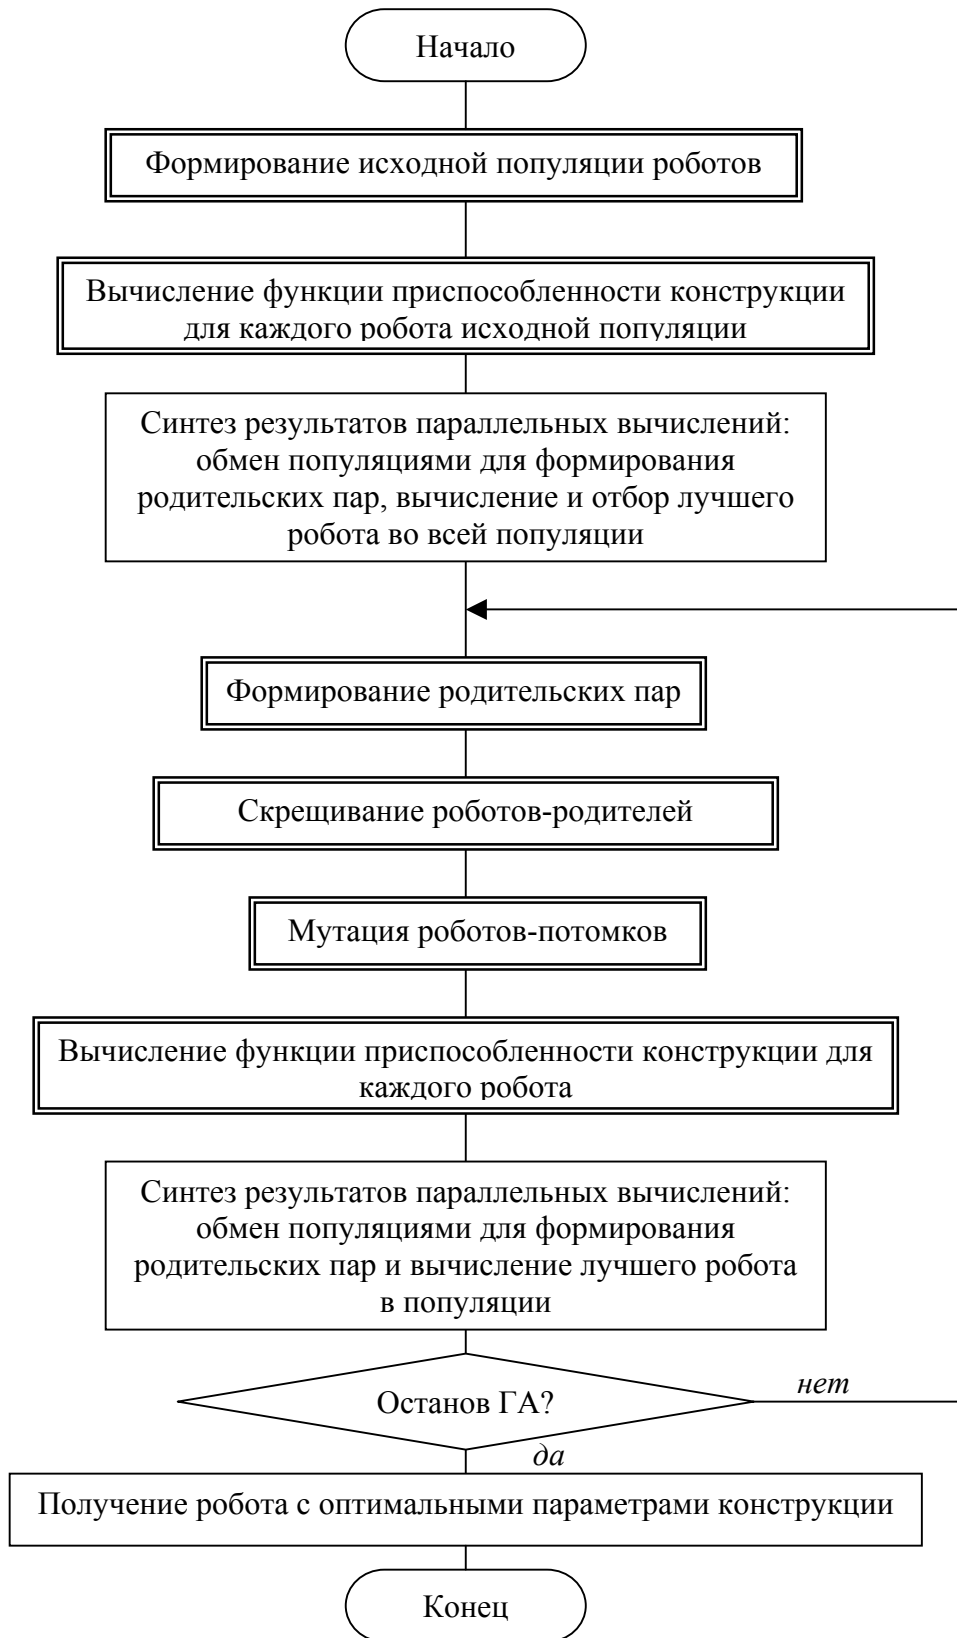 Начало
Формирование исходной популяции роботов
Вычисление функции приспособленности конструкции
для каждого робота исходной популяции
Синтез результатов параллельных вычислений:
обмен популяциями для формирования
родительских пар, вычисление и отбор лучшего
робота во всей популяции
Формирование родительских пар
Скрещивание роботов-родителей
Мутация роботов-потомков
Вычисление функции приспособленности конструкции для
каждого робота
Синтез результатов параллельных вычислений:
обмен популяциями для формирования
родительских пар и вычисление лучшего робота
в популяции
Останов ГА?
нет
да
Получение робота с оптимальными параметрами конструкции
Конец